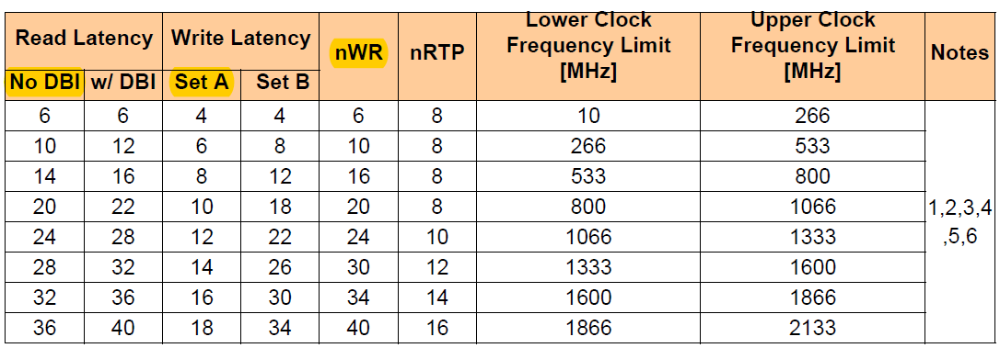 Read Latency Write Latency nWR nRTP Lower Clock Frequency Limit [MHz] Upper Clock Frequency Limit [MHz] Notes
No DBI w/ DBI Set A Set B
6 6 4 4 6 8 10 266
10 12 6 8 10 8 266 533
14 16 8 12 16 8 533 800
20 22 10 18 20 8 800 1066 1,2,3,4
24 28 12 22 24 10 1066 1333 ,5,6
28 32 14 26 30 12 1333 1600
32 36 16 30 34 14 1600 1866
36 40 18 34 40 16 1866 2133